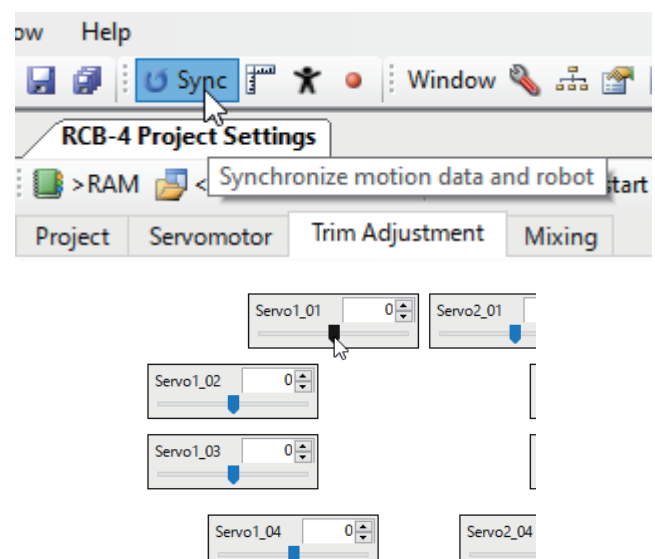 ow Help
Sync Window
RCB-4 Project Settings
>RAM < Synchronize motion data and robot start
Project Servomotor Trim Adjustment Mixing
Servo1_01 0 Servo2_01
Servo1_02 0
Servo1_03 0
Servo1_04 0 Servo2_04